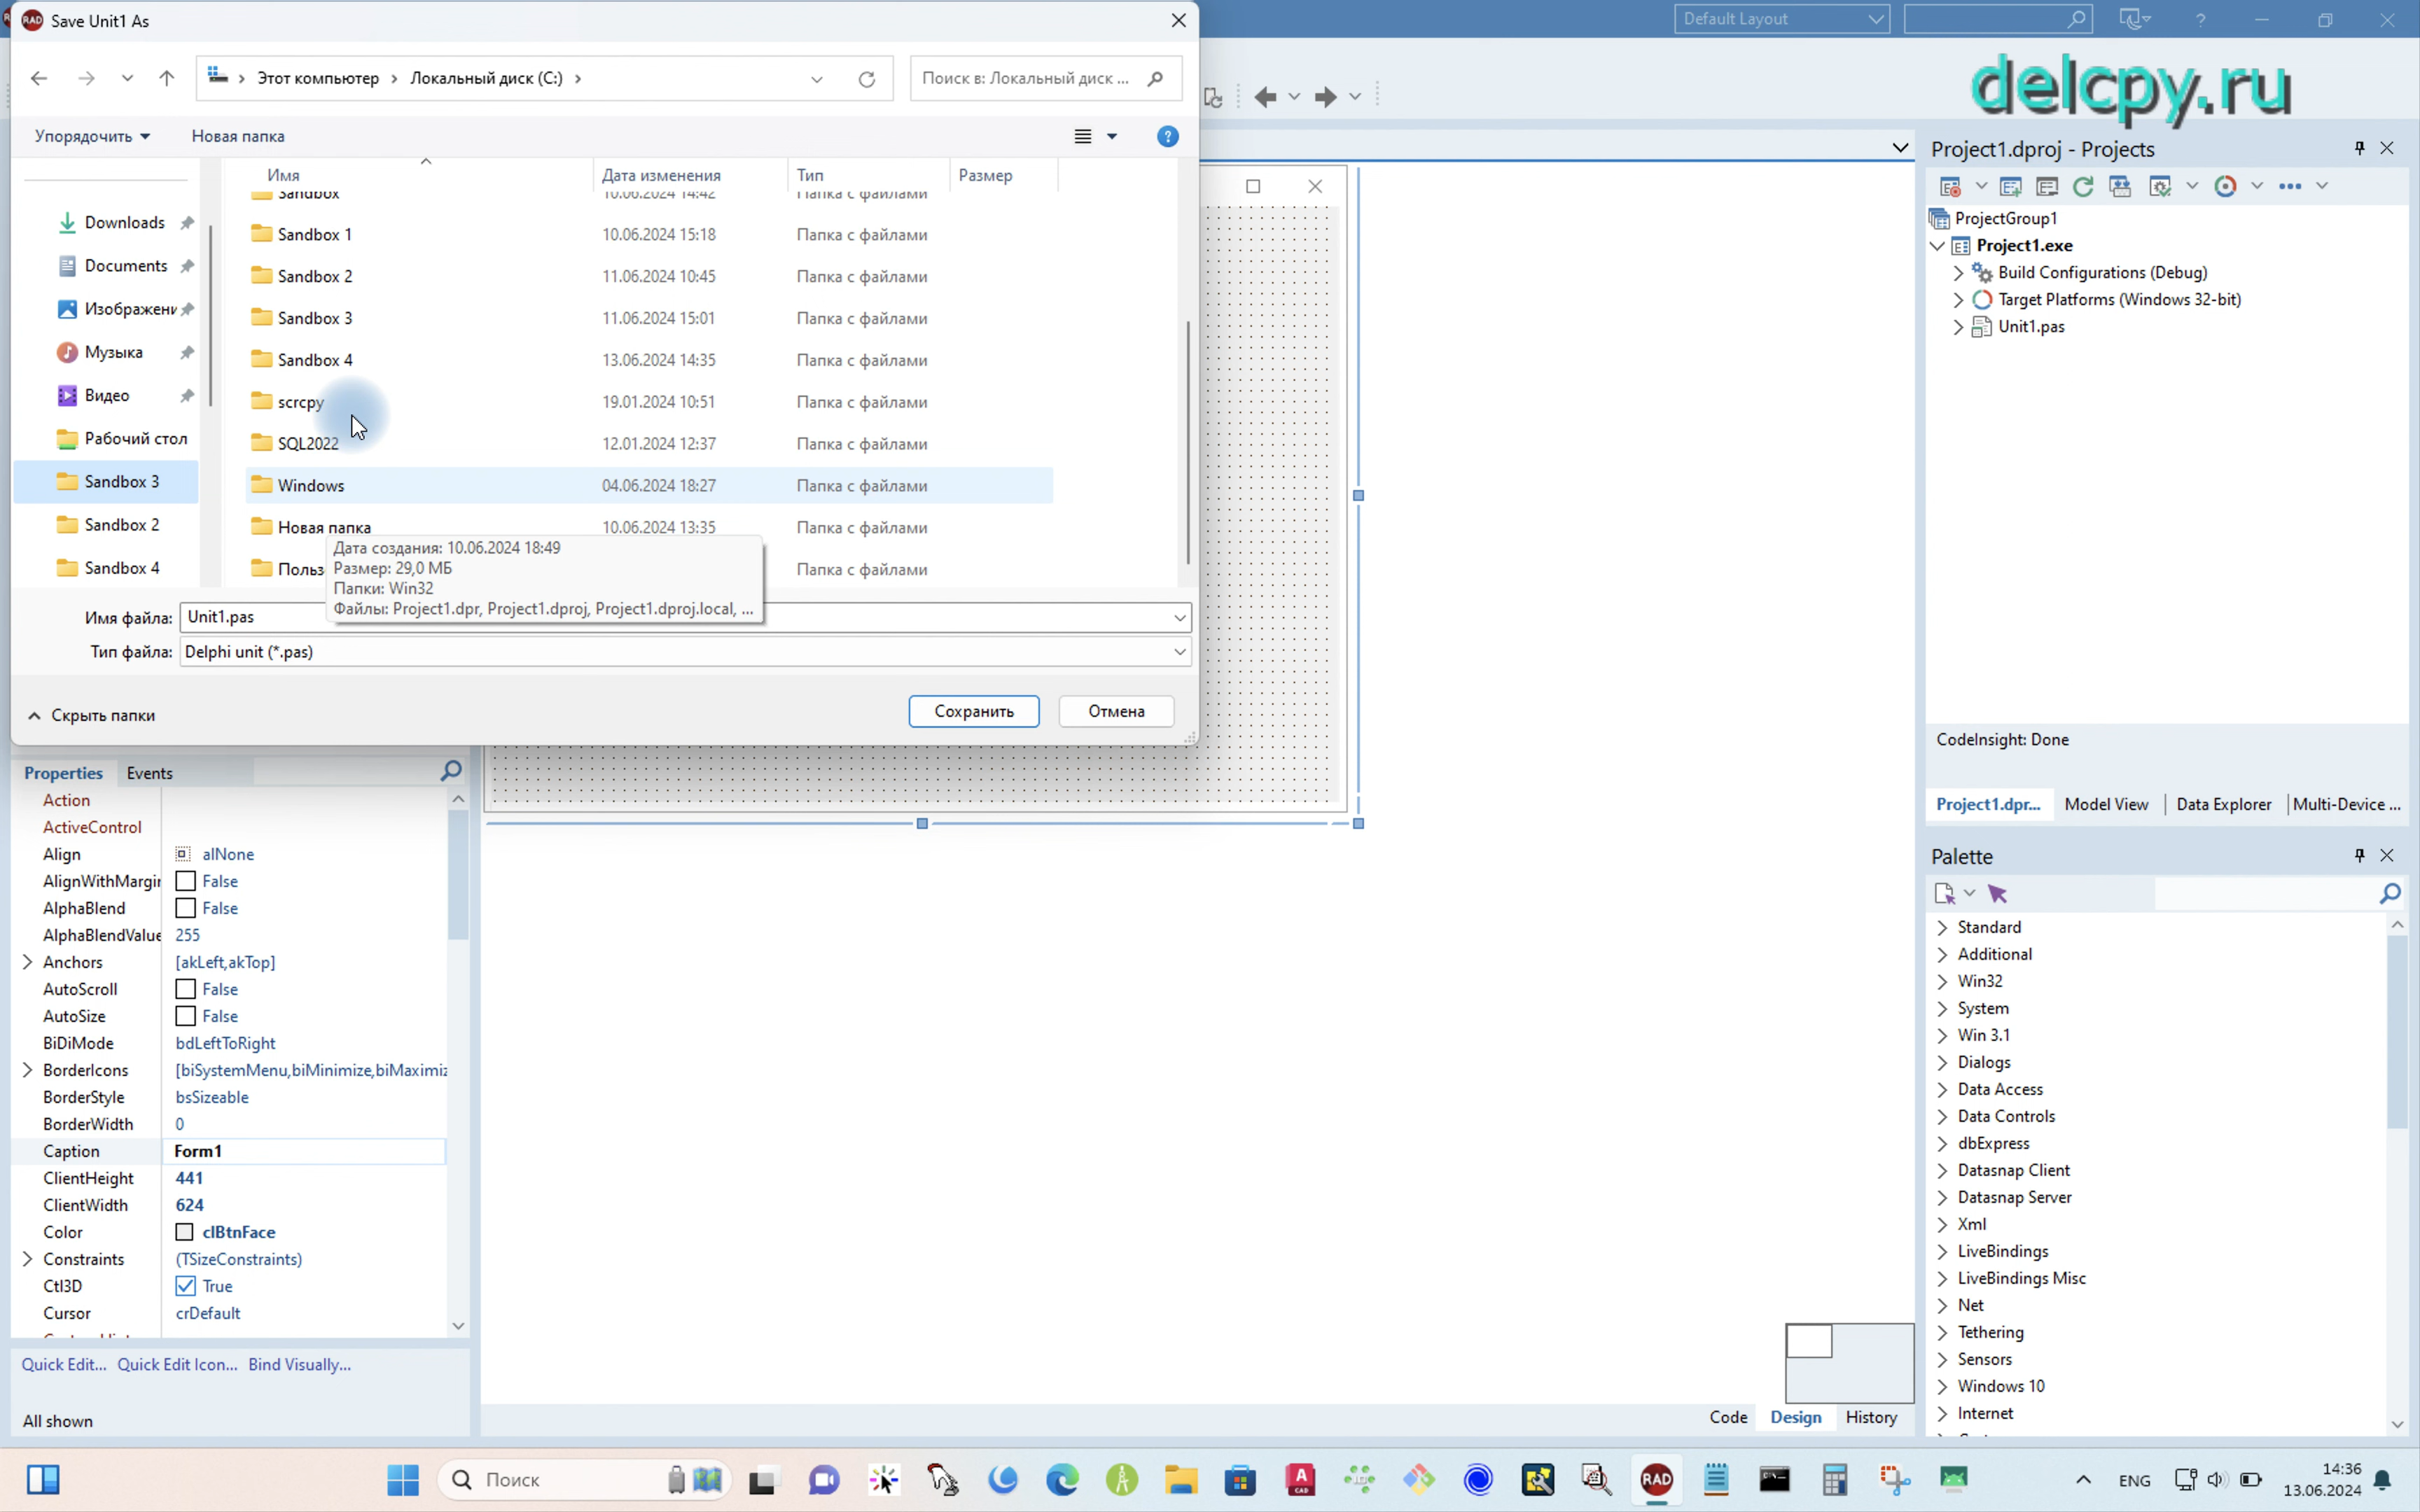 Save Unit1 As
Default Layout
Этот компьютер
Локальный диск (C:)
Поиск в: Локальный диск ...
delcpy.ru
Упорядочить
Новая папка
Имя
Дата изменения
Тип
Размер
Sandbox 10.06.2024 14:42 Папка с файлами
Sandbox 1 10.06.2024 15:18 Папка с файлами
Sandbox 2 11.06.2024 10:45 Папка с файлами
Sandbox 3 11.06.2024 15:01 Папка с файлами
Sandbox 4 13.06.2024 14:35 Папка с файлами
scrcpy 19.01.2024 10:51 Папка с файлами
SQL2022 12.01.2024 12:37 Папка с файлами
Windows 04.06.2024 18:27 Папка с файлами
Новая папка 10.06.2024 13:35 Папка с файлами
Польз Папка с файлами
Downloads
Documents
Изображени
Музыка
Видео
Рабочий стол
Sandbox 3
Sandbox 2
Sandbox 4
Дата создания: 10.06.2024 18:49
Размер: 29,0 МБ
Папки: Win32
Файлы: Project1.dpr, Project1.dproj, Project1.dproj.local, ...
Имя файла: Unit1.pas
Тип файла: Delphi unit (*.pas)
Скрыть папки
Сохранить
Отмена
Project1.dproj - Projects
ProjectGroup1
Project1.exe
Build Configurations (Debug)
Target Platforms (Windows 32-bit)
Unit1.pas
CodeInsight: Done
Project1.dpr...
Model View
Data Explorer
Multi-Device ...
Properties
Events
Action
ActiveControl
Align alNone
AlignWithMargin False
AlphaBlend False
AlphaBlendValue 255
Anchors [akLeft,akTop]
AutoScroll False
AutoSize False
BiDiMode bdLeftToRight
BorderIcons [biSystemMenu,biMinimize,biMaximiz
BorderStyle bsSizeable
BorderWidth 0
Caption Form1
ClientHeight 441
ClientWidth 624
Color clBtnFace
Constraints (TSizeConstraints)
Ctl3D True
Cursor crDefault
Quick Edit... Quick Edit Icon... Bind Visually...
All shown
Palette
Standard
Additional
Win32
System
Win 3.1
Dialogs
Data Access
Data Controls
dbExpress
Datasnap Client
Datasnap Server
Xml
LiveBindings
LiveBindings Misc
Net
Tethering
Sensors
Windows 10
Internet
Code
Design
History
Поиск
RAD
ENG
14:36
13.06.2024